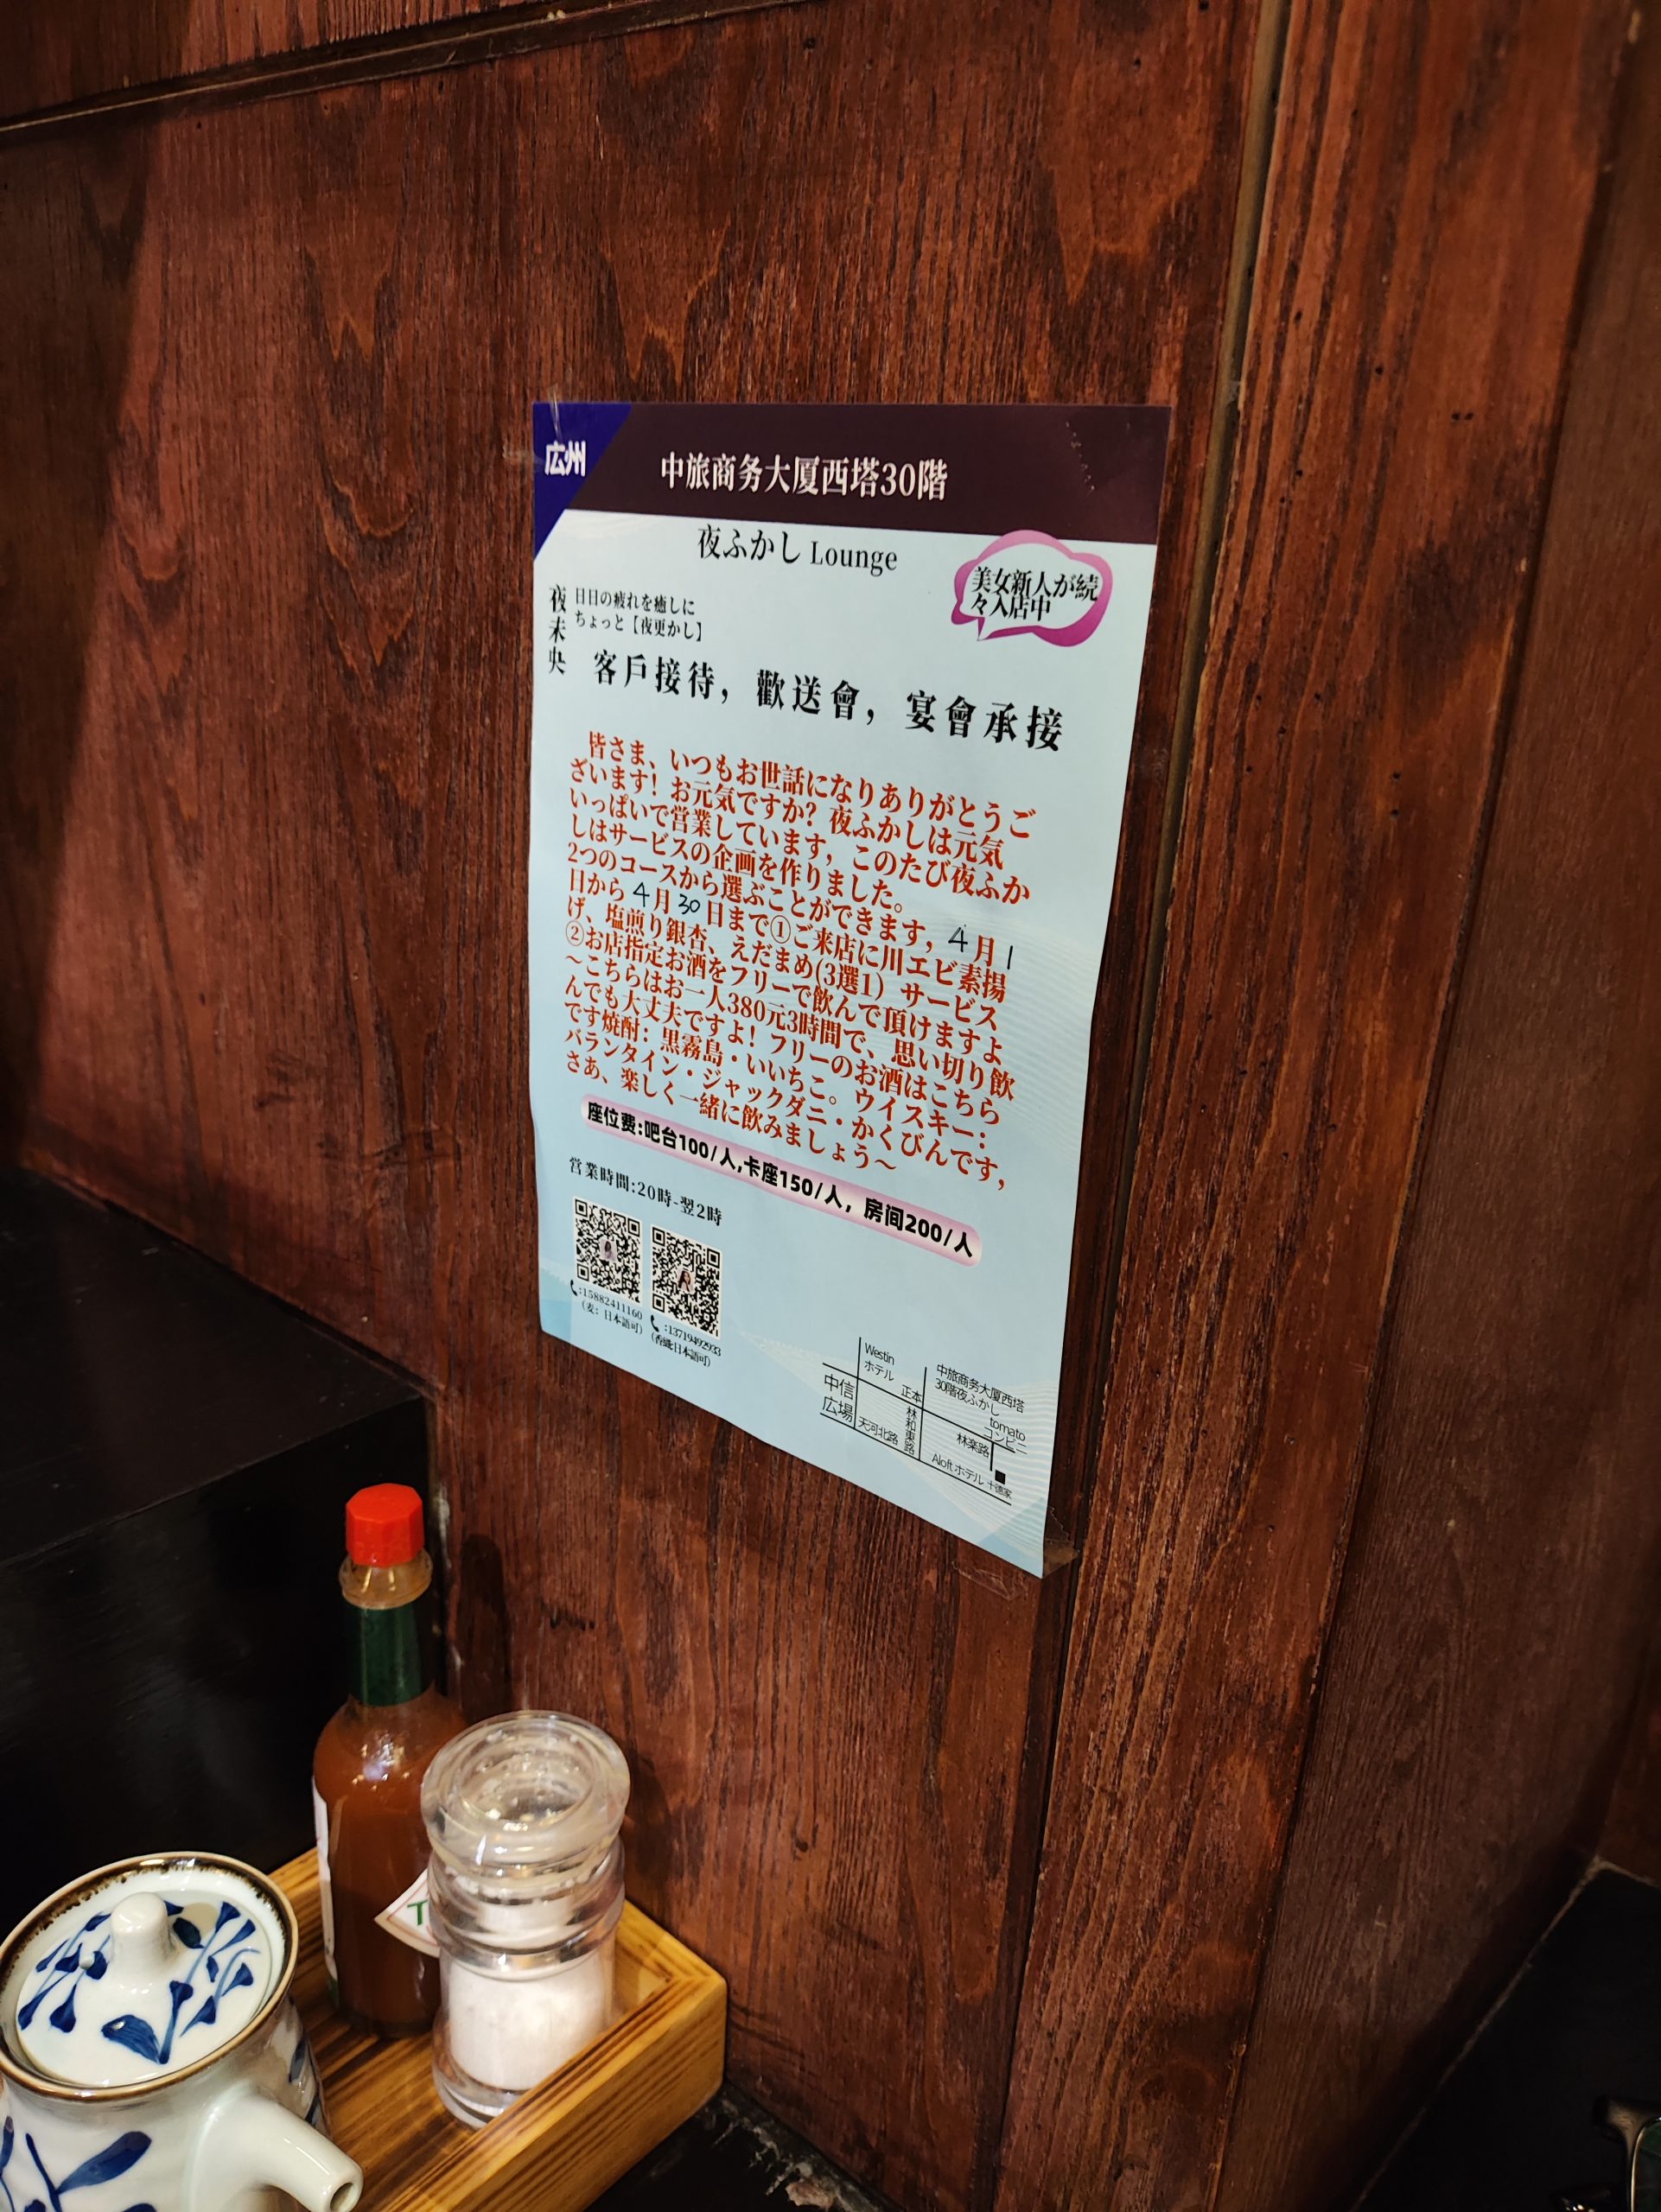 広州
中旅商务大厦西塔30階
夜ふかし Lounge
美女新人が続
々入店中
夜未央
日日の疲れを癒しに
ちょっと【夜更かし】
客戶接待，歡送會，宴會承接
皆さま、いつもお世話になりありがとうご
ざいます！お元気ですか？夜ふかしは元気
いっぱいで営業しています，このたび夜ふか
しはサービスの企画を作りました。
2つのコースから選ぶことができます，4月1
日から4月30日まで①ご来店に川エビ素揚
げ、塩煎り銀杏、えだまめ(3選1）サービス
②お店指定お酒をフリーで飲んで頂けますよ
～こちらはお一人380元3時間で、思い切り飲
んでも大丈夫ですよ！フリーのお酒はこちら
です焼酎：黒霧島・いいちこ。ウイスキー：
バランタイン・ジャックダニ・かくびんです，
さあ、楽しく一緒に飲みましょう～
座位费:吧台100/人,卡座150/人，房间200/人
営業時間:20時-翌2時
:15882411160
（麦：日本語可）
:13719492933
日本語可）
Westin
ホテル
正本
中旅商务大厦西塔
30階夜ふかし
tomato
コンビニ
中信
広場
天河北路
林和東路
林楽路
Aloft ホテル
十徳家
T